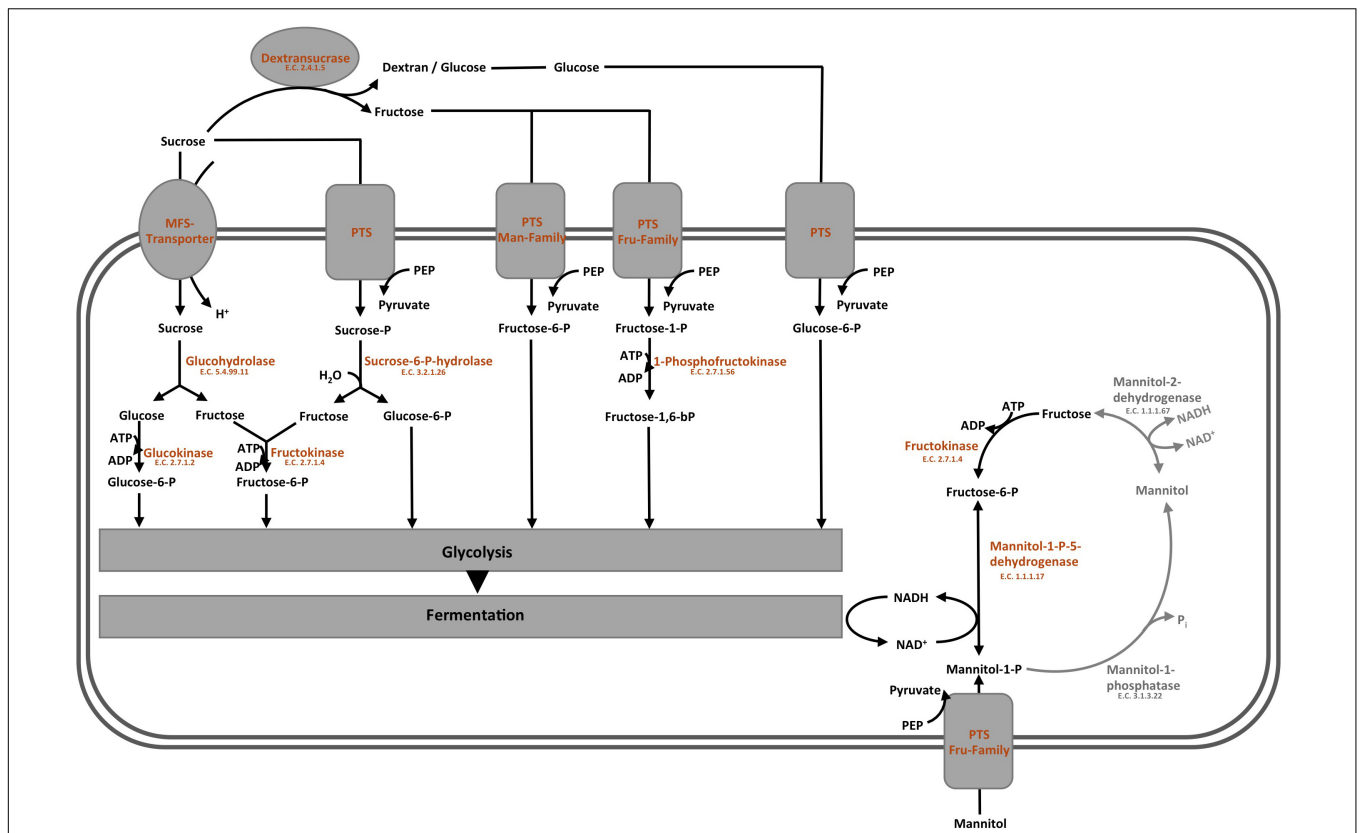 Dextransucrase
E.C. 2.4.1.5
Dextran / Glucose
Glucose
Fructose
Sucrose
MFS-
Transporter
PTS
PTS
Man-Family
PTS
Fru-Family
PTS
PEP
PEP
PEP
PEP
Pyruvate
Pyruvate
Pyruvate
Pyruvate
H+
Sucrose
Sucrose-P
Fructose-6-P
Fructose-1-P
Glucose-6-P
Glucohydrolase
E.C. 5.4.99.11
Sucrose-6-P-hydrolase
E.C. 3.2.1.26
H2O
ATP
ADP
1-Phosphofructokinase
E.C. 2.7.1.56
Glucose
Fructose
Fructose
Glucose-6-P
Fructose-1,6-bP
ATP
ADP
Glucokinase
E.C. 2.7.1.2
ATP
ADP
Fructokinase
E.C. 2.7.1.4
Glucose-6-P
Fructose-6-P
Glycolysis
Fermentation
Mannitol-2-
dehydrogenase
E.C. 1.1.1.67
NADH
NAD+
ATP
ADP
Fructose
Fructokinase
E.C. 2.7.1.4
Fructose-6-P
Mannitol
Mannitol-1-P-5-
dehydrogenase
E.C. 1.1.1.17
NADH
NAD+
Pi
Mannitol-1-P
Mannitol-1-
phosphatase
E.C. 3.1.3.22
Pyruvate
PEP
PTS
Fru-Family
Mannitol